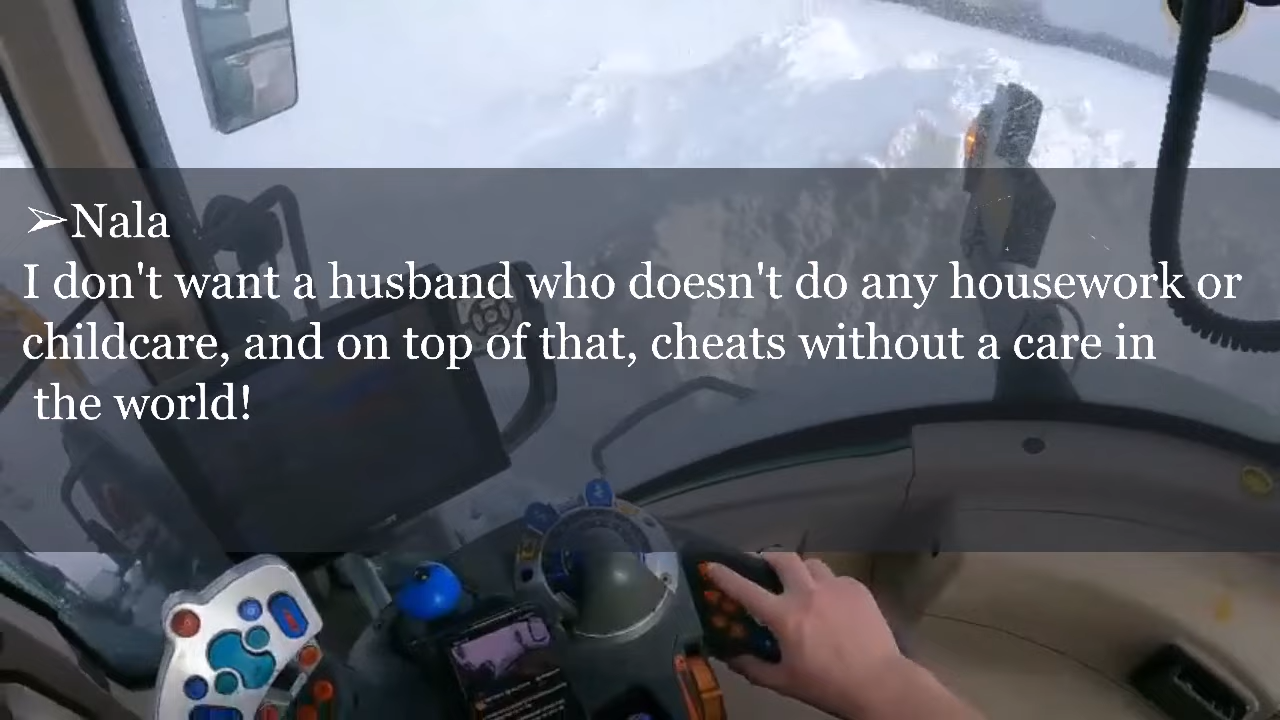 ➢Nala
I don't want a husband who doesn't do any housework or
childcare, and on top of that, cheats without a care in
the world!